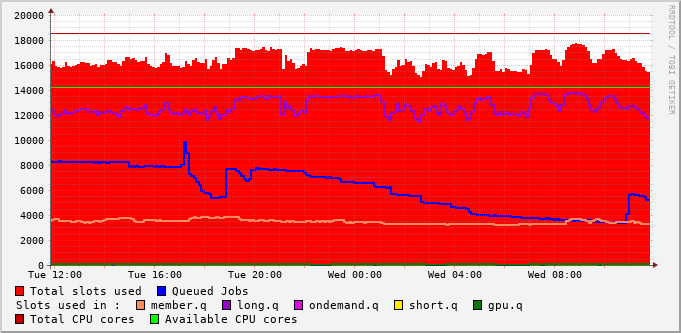 20000
18000
16000
14000
12000
10000
8000
6000
4000
2000
0
Tue 12:00 Tue 16:00 Tue 20:00 Wed 00:00 Wed 04:00 Wed 08:00
Total slots used Queued Jobs
Slots used in : member.q long.q ondemand.q short.q gpu.q
Total CPU cores Available CPU cores
RRDTOOL / TOBI OETIKER